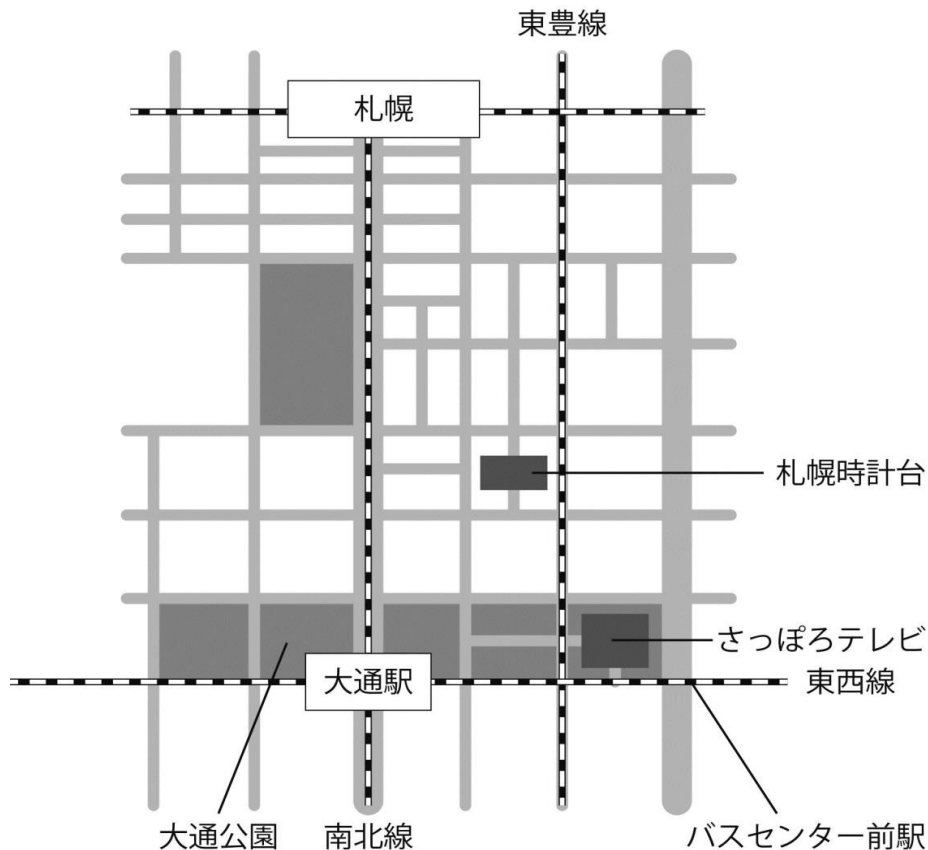 東豊線
札幌
札幌時計台
さっぽろテレビ
大通駅
東西線
大通公園
南北線
バスセンター前駅